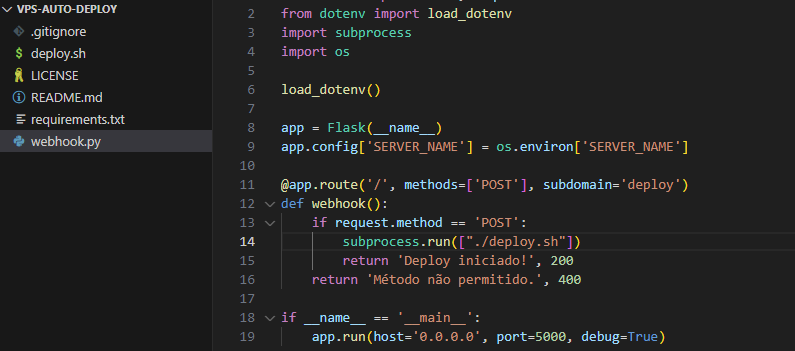 VPS-AUTO-DEPLOY
.gitignore
$ deploy.sh
LICENSE
README.md
requirements.txt
webhook.py
2 from dotenv import load_dotenv
3 import subprocess
4 import os
5
6 load_dotenv()
7
8 app = Flask(__name__)
9 app.config['SERVER_NAME'] = os.environ['SERVER_NAME']
10
11 @app.route('/', methods=['POST'], subdomain='deploy')
12 def webhook():
13     if request.method == 'POST':
14         subprocess.run(["./deploy.sh"])
15         return 'Deploy iniciado!', 200
16     return 'Método não permitido.', 400
17
18 if __name__ == '__main__':
19     app.run(host='0.0.0.0', port=5000, debug=True)